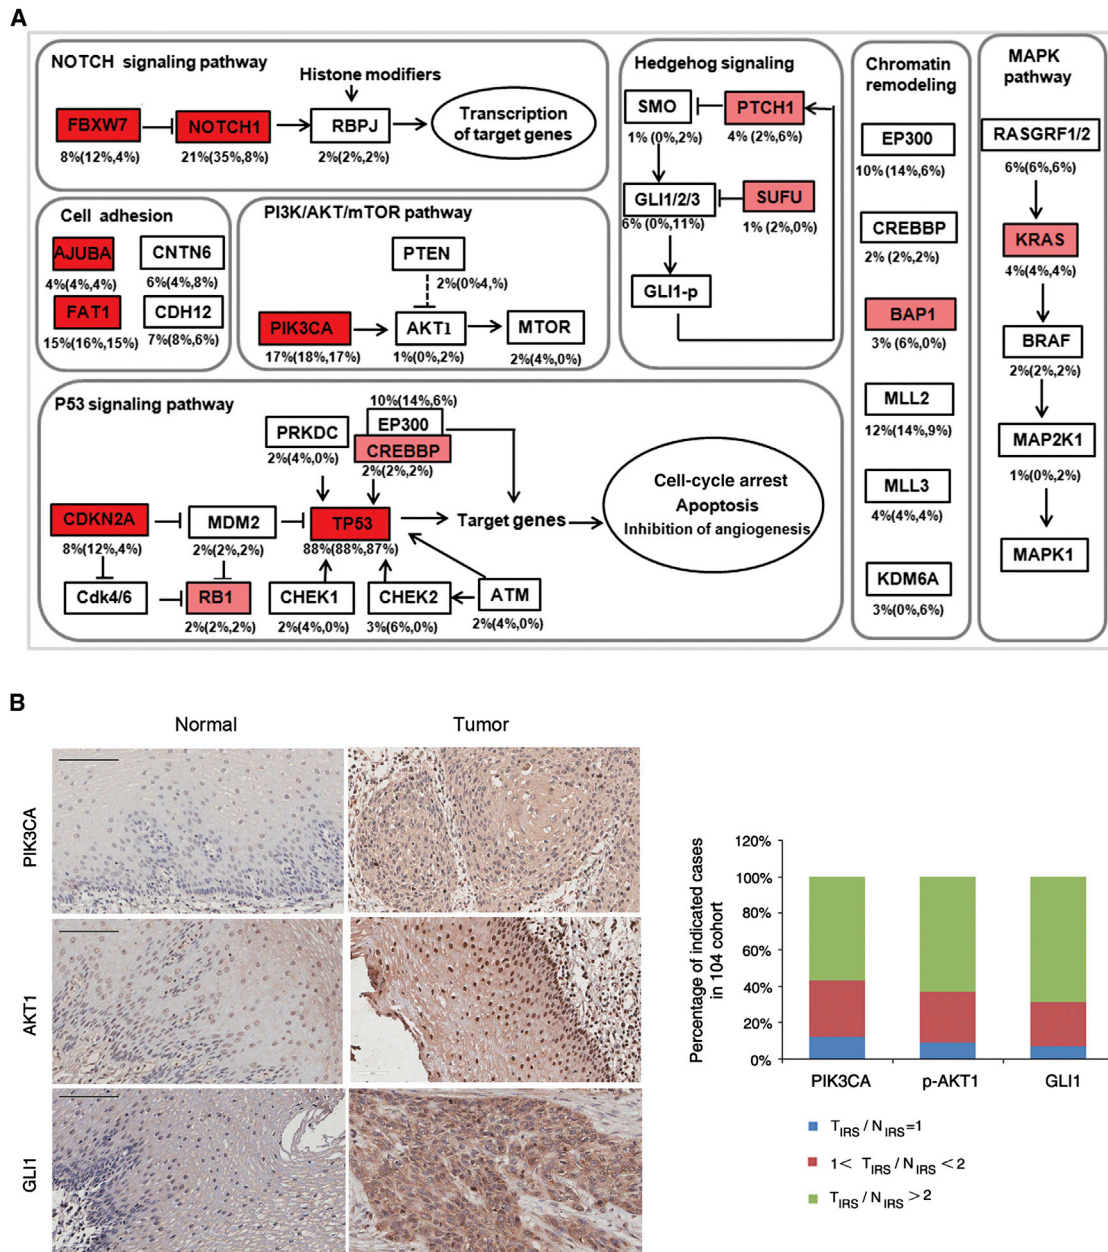 A
NOTCH signaling pathway
Histone modifiers
FBXW7
NOTCH1
RBPJ
Transcription
of target genes
8%(12%,4%)
21%(35%,8%)
2%(2%,2%)
Cell adhesion
AJUBA
CNTN6
4%(4%,4%)
6%(4%,8%)
FAT1
CDH12
15%(16%,15%)
7%(8%,6%)
PI3K/AKT/mTOR pathway
PTEN
2%(0%4,%)
PIK3CA
AKT1
MTOR
17%(18%,17%)
1%(0%,2%)
2%(4%,0%)
Hedgehog signaling
SMO
PTCH1
1% (0%,2%)
4% (2%,6%)
GLI1/2/3
SUFU
6% (0%,11%)
1% (2%,0%)
GLI1-p
Chromatin
remodeling
EP300
10% (14%,6%)
CREBBP
2% (2%,2%)
BAP1
3% (6%,0%)
MLL2
12%(14%,9%)
MLL3
4%(4%,4%)
KDM6A
3%(0%,6%)
MAPK
pathway
RASGRF1/2
6%(6%,6%)
KRAS
4%(4%,4%)
BRAF
2%(2%,2%)
MAP2K1
1%(0%,2%)
MAPK1
P53 signaling pathway
10%(14%,6%)
PRKDC
EP300
2%(4%,0%)
CREBBP
2%(2%,2%)
CDKN2A
MDM2
TP53
Target genes
Cell-cycle arrest
Apoptosis
Inhibition of angiogenesis
8%(12%,4%)
2%(2%,2%)
88%(88%,87%)
Cdk4/6
RB1
CHEK1
CHEK2
ATM
2%(2%,2%)
2%(4%,0%)
3%(6%,0%)
2%(4%,0%)
B
Normal
Tumor
PIK3CA
AKT1
GLI1
Percentage of indicated cases
in 104 cohort
120%
100%
80%
60%
40%
20%
0%
PIK3CA
p-AKT1
GLI1
TIRS / NIRS=1
1< TIRS / NIRS <2
TIRS / NIRS >2